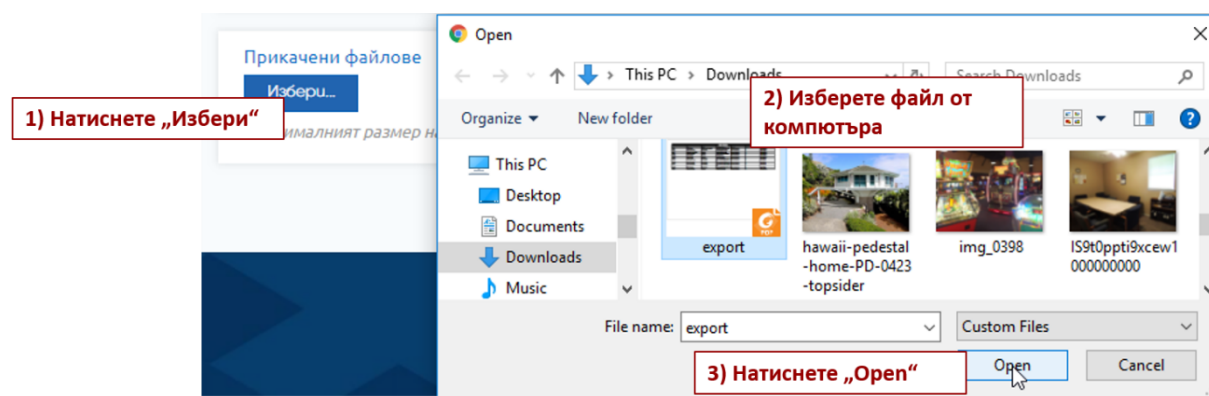 Open
Прикачени файлове
Избери...
1) Натиснете „Избери“
размер
This PC > Downloads
Search Downloads
2) Изберете файл от
компютъра
Organize
New folder
This PC
Desktop
Documents
Downloads
Music
PDF
export
hawaii-pedestal
-home-PD-0423
-topsider
img_0398
IS9t0ppti9xcew1
000000000
File name:
export
Custom Files
3) Натиснете „Open“
Open
Cancel